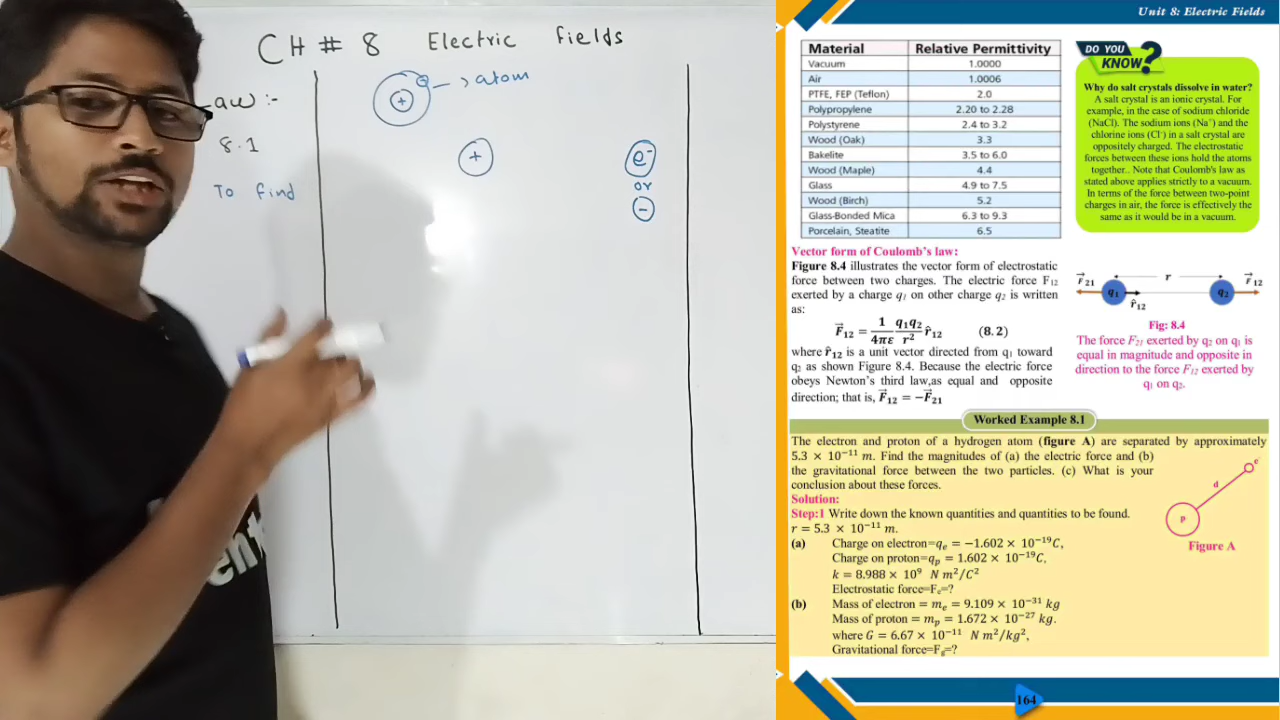 CH # 8 Electric fields
aw :-
8.1
To find
+
- → atom
+
e⁻
or
-
Unit 8: Electric Fields
Material Relative Permittivity
Vacuum 1.0000
Air 1.0006
PTFE, FEP (Teflon) 2.0
Polypropylene 2.20 to 2.28
Polystyrene 2.4 to 3.2
Wood (Oak) 3.3
Bakelite 3.5 to 6.0
Wood (Maple) 4.4
Glass 4.9 to 7.5
Wood (Birch) 5.2
Glass-Bonded Mica 6.3 to 9.3
Porcelain, Steatite 6.5
DO YOU
KNOW?
Why do salt crystals dissolve in water?
A salt crystal is an ionic crystal. For
example, in the case of sodium chloride
(NaCl). The sodium ions (Na⁺) and the
chlorine ions (Cl⁻) in a salt crystal are
oppositely charged. The electrostatic
forces between these ions hold the atoms
together.. Note that Coulomb's law as
stated above applies strictly to a vacuum.
In terms of the force between two-point
charges in air, the force is effectively the
same as it would be in a vacuum.
Vector form of Coulomb's law:
Figure 8.4 illustrates the vector form of electrostatic
force between two charges. The electric force F₁₂
exerted by a charge q₁ on other charge q₂ is written
as:
F⃗₁₂ = 1/4πε q₁q₂/r² r̂₁₂ (8. 2)
where r̂₁₂ is a unit vector directed from q₁ toward
q₂ as shown Figure 8.4. Because the electric force
obeys Newton's third law,as equal and opposite
direction; that is, F⃗₁₂ = −F⃗₂₁
F⃗₂₁ r F⃗₁₂
q₁ q₂
r̂₁₂
Fig: 8.4
The force F₂₁ exerted by q₂ on q₁ is
equal in magnitude and opposite in
direction to the force F₁₂ exerted by
q₁ on q₂.
Worked Example 8.1
The electron and proton of a hydrogen atom (figure A) are separated by approximately
5.3 × 10⁻¹¹ m. Find the magnitudes of (a) the electric force and (b)
the gravitational force between the two particles. (c) What is your
conclusion about these forces.
Solution:
Step:1 Write down the known quantities and quantities to be found.
r = 5.3 × 10⁻¹¹ m.
(a) Charge on electron=qₑ = −1.602 × 10⁻¹⁹C,
Charge on proton=qₚ = 1.602 × 10⁻¹⁹C,
k = 8.988 × 10⁹ N m²/C²
Electrostatic force=Fₑ=?
(b) Mass of electron = mₑ = 9.109 × 10⁻³¹ kg
Mass of proton = mₚ = 1.672 × 10⁻²⁷ kg.
where G = 6.67 × 10⁻¹¹ N m²/kg²,
Gravitational force=F_g=?
e
d
P
Figure A
164